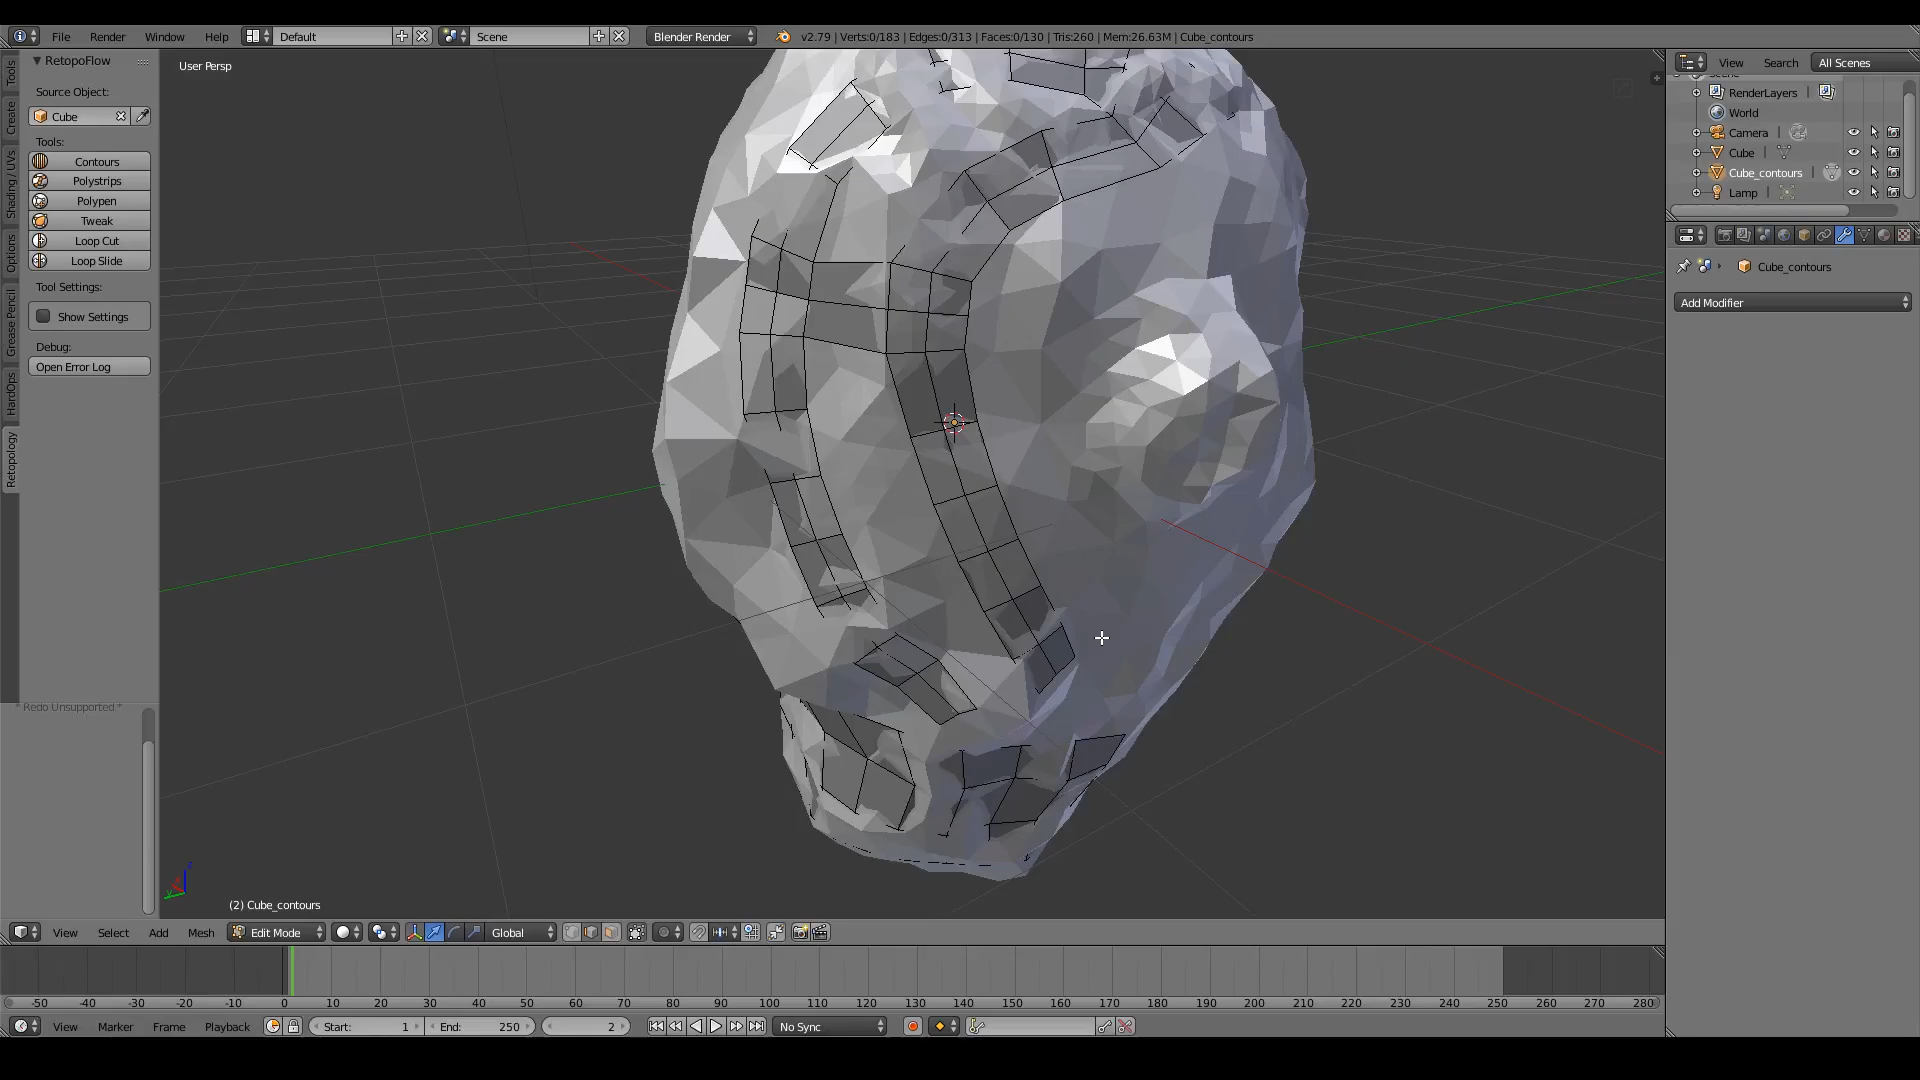 File Render Window Help Default Scene Blender Render v2.79 | Verts:0/183 | Edges:0/313 | Faces:0/130 | Tris:260 | Mem:26.63M | Cube_contours
RetopoFlow
Source Object:
Cube
Tools:
Contours
Polystrips
Polypen
Tweak
Loop Cut
Loop Slide
Tool Settings:
Show Settings
Debug:
Open Error Log
Tools
Create
Shading / UVs
Options
Grease Pencil
HardOps
Retopology
* Redo Unsupported *
User Persp
(2) Cube_contours
View Search All Scenes
RenderLayers
World
Camera
Cube
Cube_contours
Lamp
Cube_contours
Add Modifier
View Select Add Mesh Edit Mode Global
-50 -40 -30 -20 -10 0 10 20 30 40 50 60 70 80 90 100 110 120 130 140 150 160 170 180 190 200 210 220 230 240 250 260 270 280
View Marker Frame Playback Start: 1 End: 250 2 No Sync